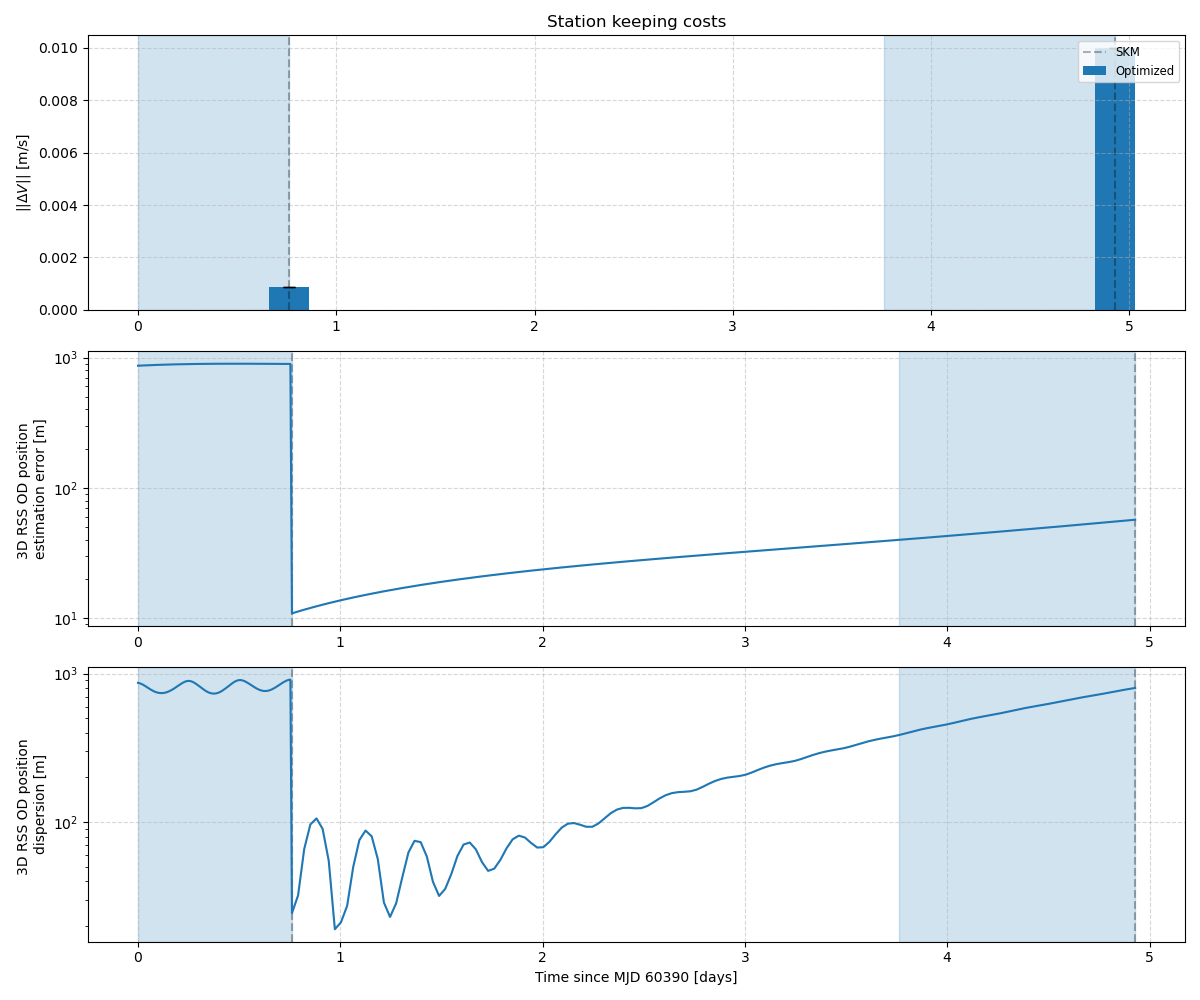 Station keeping costs
||ΔV|| [m/s]
0.010
0.008
0.006
0.004
0.002
0.000
SKM
Optimized
0 1 2 3 4 5
3D RSS OD position
estimation error [m]
10³
10²
10¹
0 1 2 3 4 5
3D RSS OD position
dispersion [m]
10³
10²
0 1 2 3 4 5
Time since MJD 60390 [days]